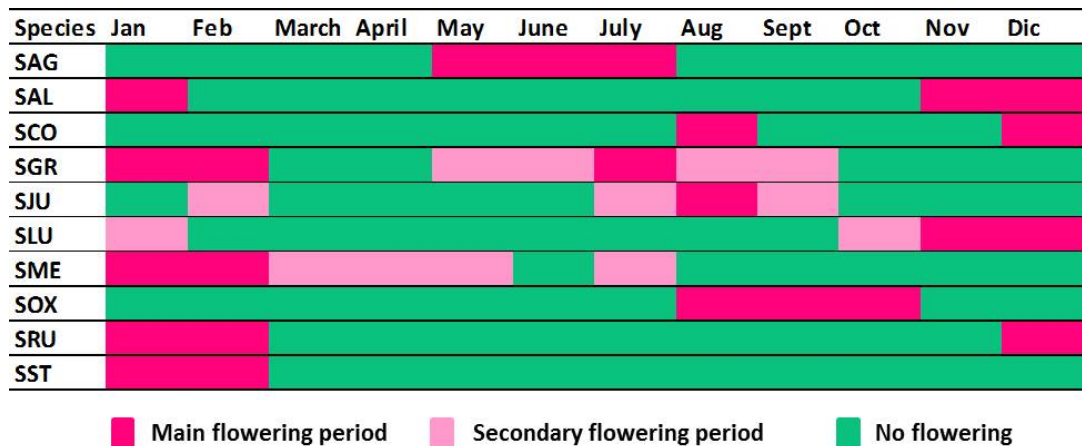 Species Jan Feb March April May June July Aug Sept Oct Nov Dic
SAG
SAL
SCO
SGR
SJU
SLU
SME
SOX
SRU
SST
Main flowering period Secondary flowering period No flowering